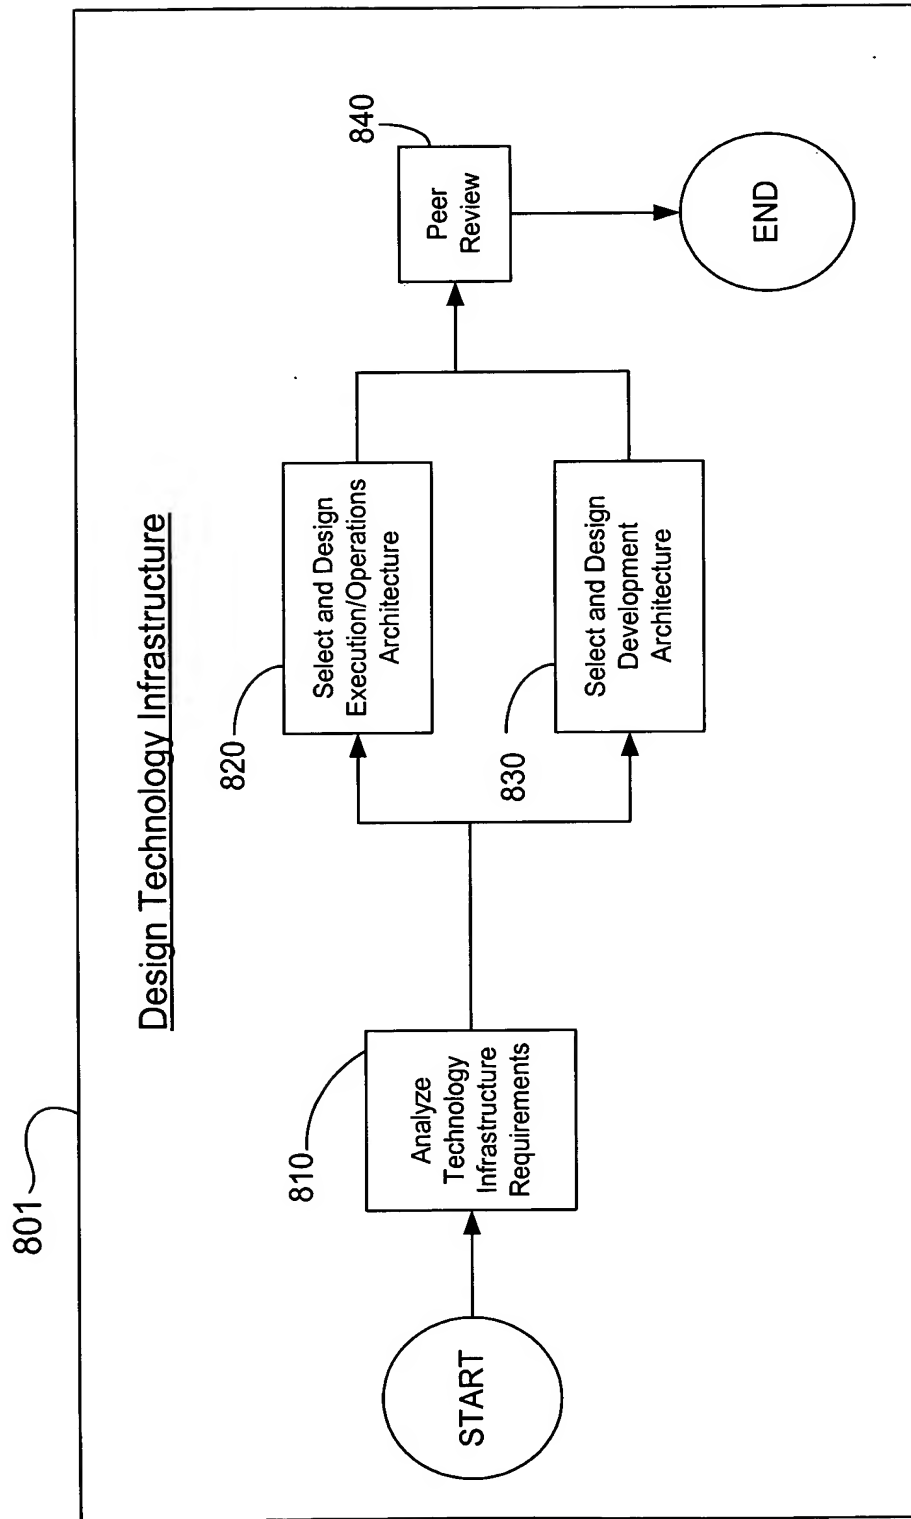 801
Design Technology Infrastructure
START
810
Analyze
Technology
Infrastructure
Requirements
820
Select and Design
Execution/Operations
Architecture
830
Select and Design
Development
Architecture
840
Peer
Review
END